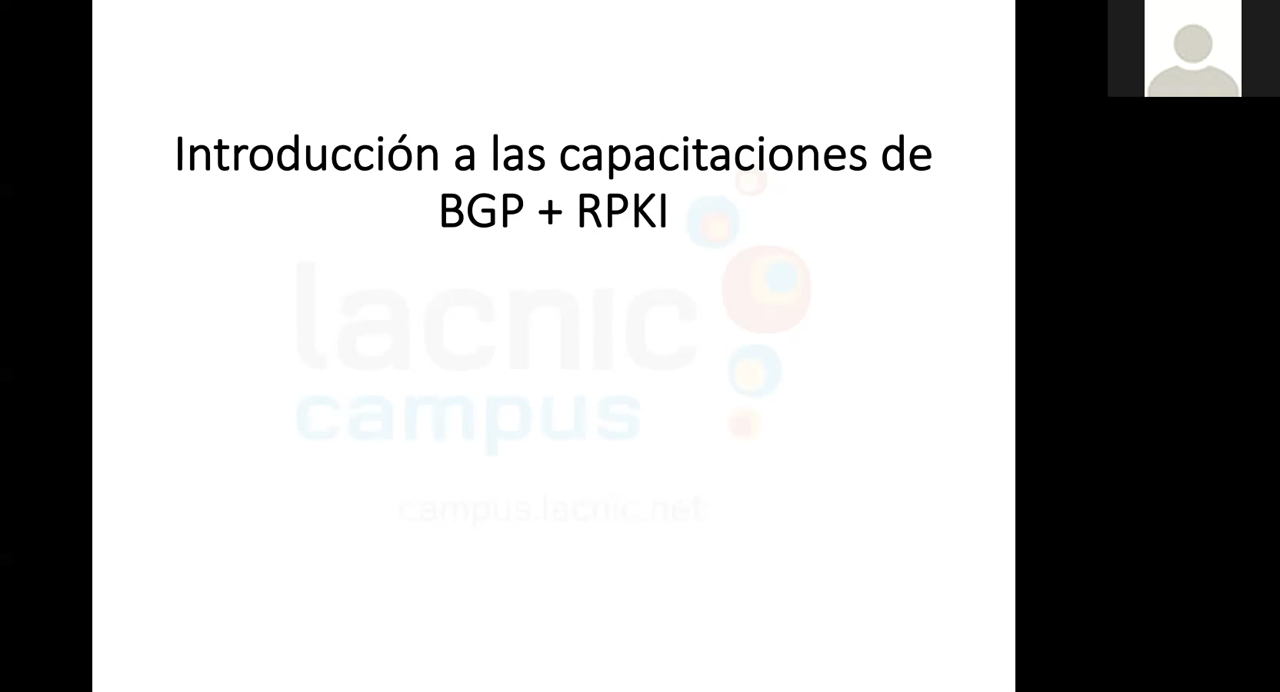 Introducción a las capacitaciones de
BGP + RPKI
lacnic
campus
campus.lacnic.net